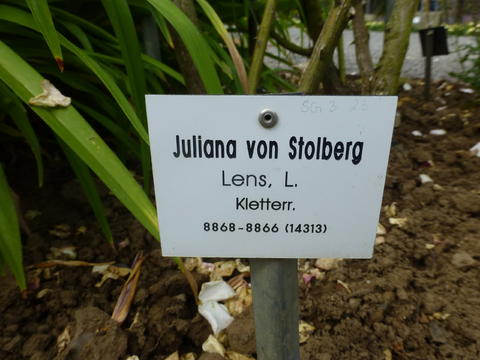 Juliana von Stolberg
Lens, L.
Kletterr.
8868-8866 (14313)